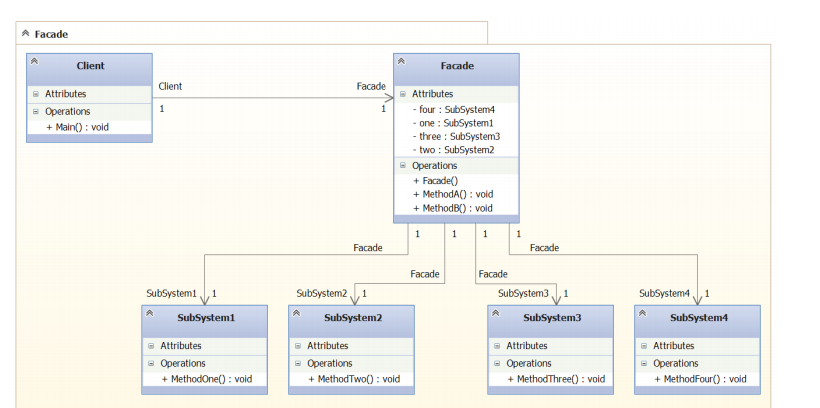 Facade
Client
Attributes
Operations
+ Main() : void
Client
Facade
1
1
Facade
Attributes
- four : SubSystem4
- one : SubSystem1
- three : SubSystem3
- two : SubSystem2
Operations
+ Facade()
+ MethodA() : void
+ MethodB() : void
1
1
1
1
Facade
Facade
Facade
Facade
SubSystem1
1
SubSystem2
1
SubSystem3
1
SubSystem4
1
SubSystem1
Attributes
Operations
+ MethodOne() : void
SubSystem2
Attributes
Operations
+ MethodTwo() : void
SubSystem3
Attributes
Operations
+ MethodThree() : void
SubSystem4
Attributes
Operations
+ MethodFour() : void